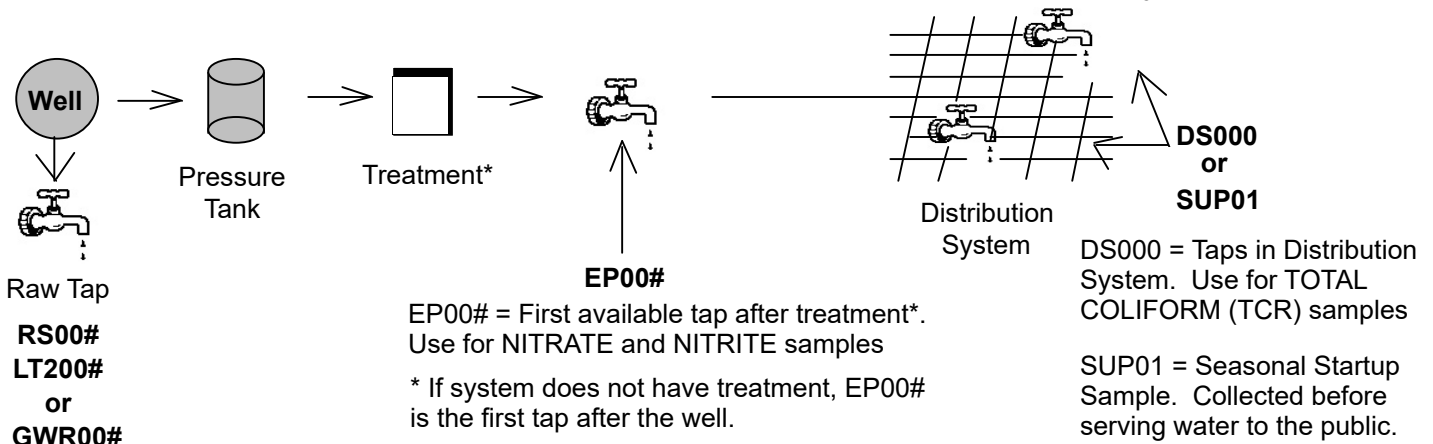 Well
Pressure
Tank
Treatment*
Raw Tap
RS00#
LT200#
or
GWR00#
EP00#
EP00# = First available tap after treatment*.
Use for NITRATE and NITRITE samples
* If system does not have treatment, EP00#
is the first tap after the well.
Distribution
System
DS000
or
SUP01
DS000 = Taps in Distribution
System.  Use for TOTAL
COLIFORM (TCR) samples
SUP01 = Seasonal Startup
Sample.  Collected before
serving water to the public.